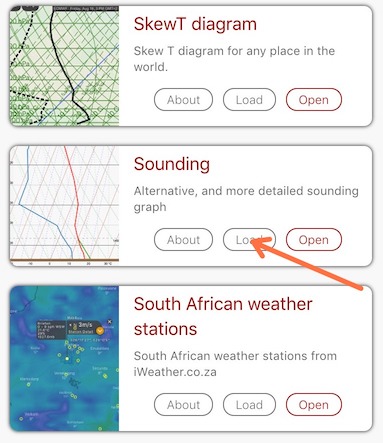 SkewT diagram
Skew T diagram for any place in the
world.
About Load Open
Sounding
Alternative, and more detailed sounding
graph
About Load Open
3m/s
South African weather
stations
South African weather stations from
iWeather.co.za
About Load Open